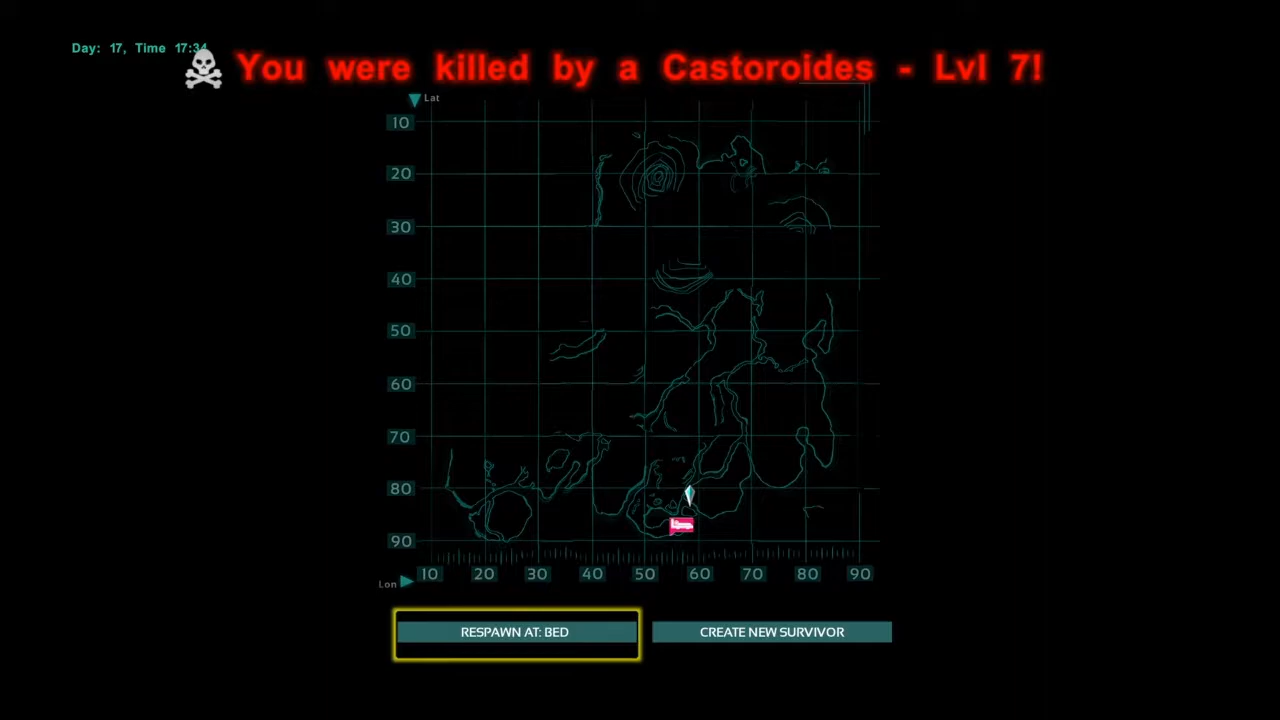 Day: 17, Time 17:34
You were killed by a Castoroides - Lvl 7!
Lat
10
20
30
40
50
60
70
80
90
Lon
10 20 30 40 50 60 70 80 90
RESPAWN AT: BED
CREATE NEW SURVIVOR